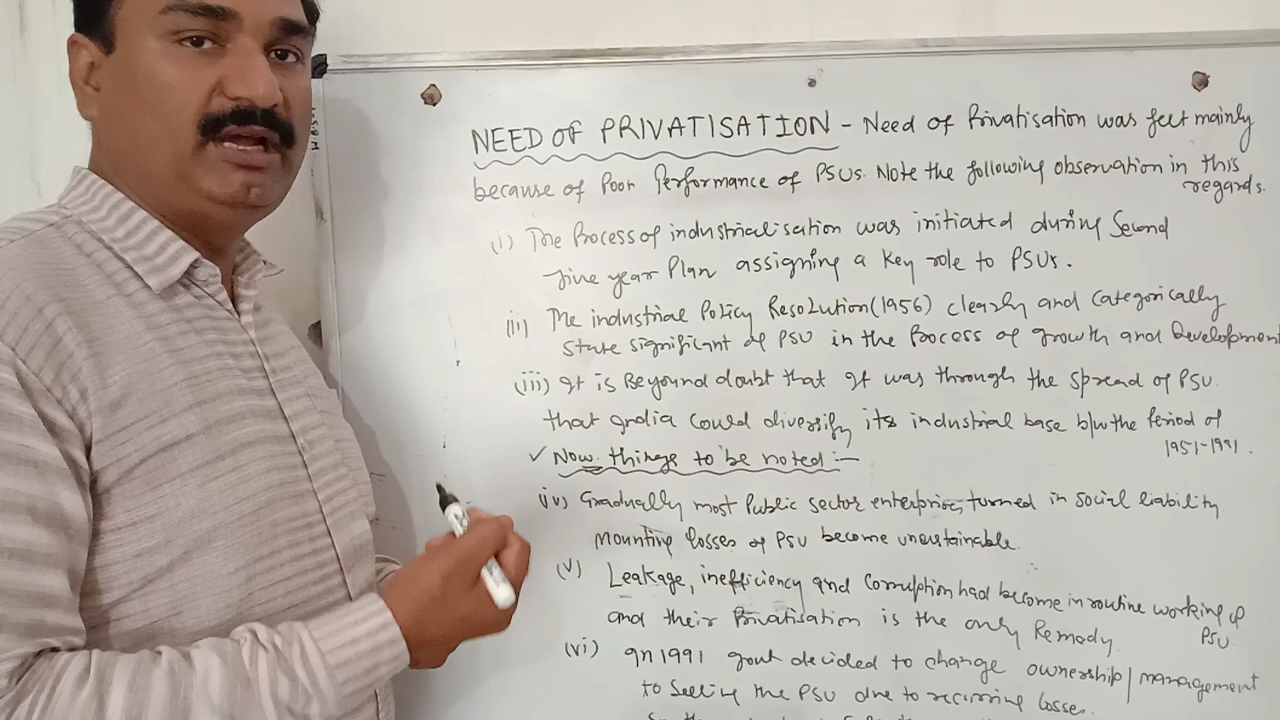 NEED OF PRIVATISATION - Need of Privatisation was felt mainly
because of Poor Performance of PSUs. Note the following observation in this
regards.
(i) The Process of industrialisation was initiated during Second
five year Plan assigning a key role to PSUs.
(ii) The industrial Policy Resolution (1956) clearly and categorically
state significant of PSU in the Process of growth and Development
(iii) It is Beyound doubt that It was through the spread of PSU.
that India could diversify its industrial base b/w the Period of
1951-1991.
✓ Now things to be noted :-
(iv) Gradually most Public sector enterprises turned in social liability
mounting losses of PSU become unsustainable.
(v) Leakage, inefficiency and Corruption had become in routine working of
PSU.
and their Privatisation is the only Remedy.
(vi) In 1991 govt decided to change ownership/management
to selling the PSU due to recurring losses.